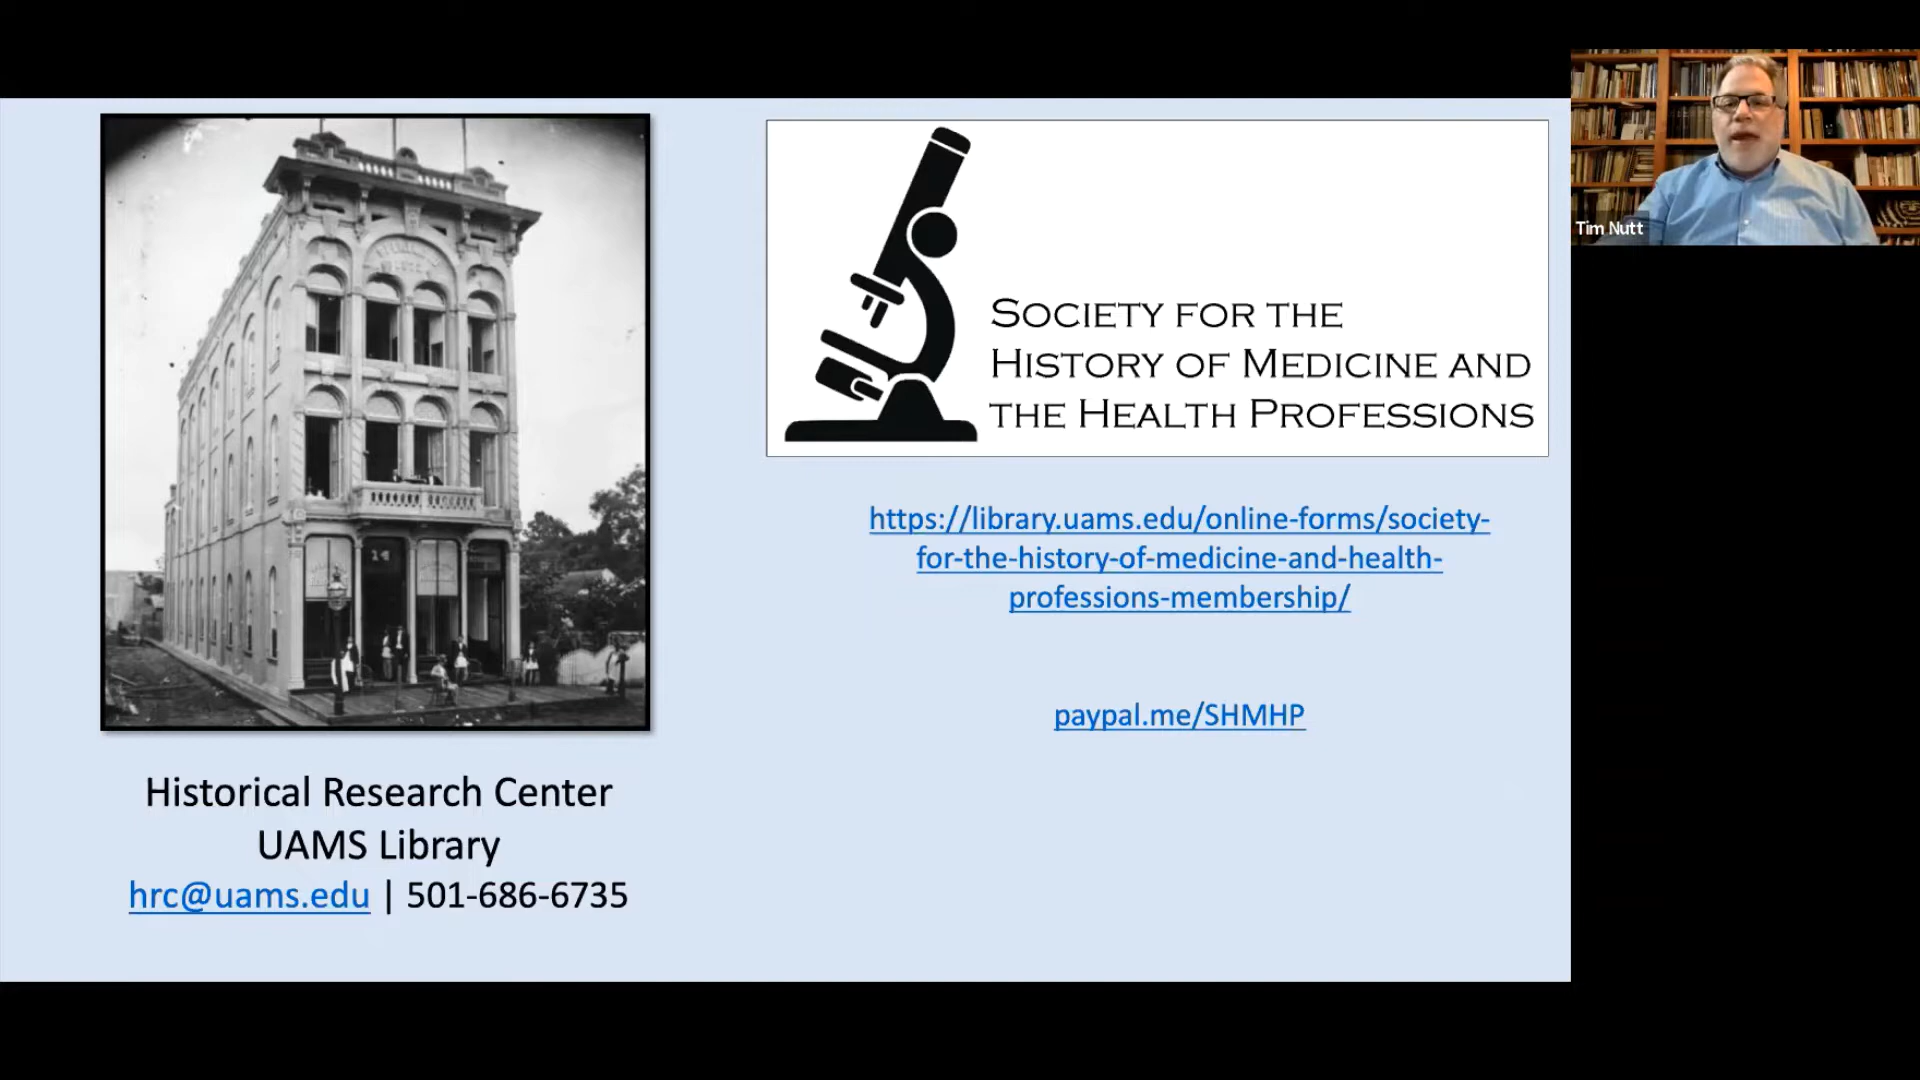 14
Historical Research Center
UAMS Library
hrc@uams.edu | 501-686-6735
Society for the
History of Medicine and
the Health Professions
https://library.uams.edu/online-forms/society-
for-the-history-of-medicine-and-health-
professions-membership/
paypal.me/SHMHP
Tim Nutt